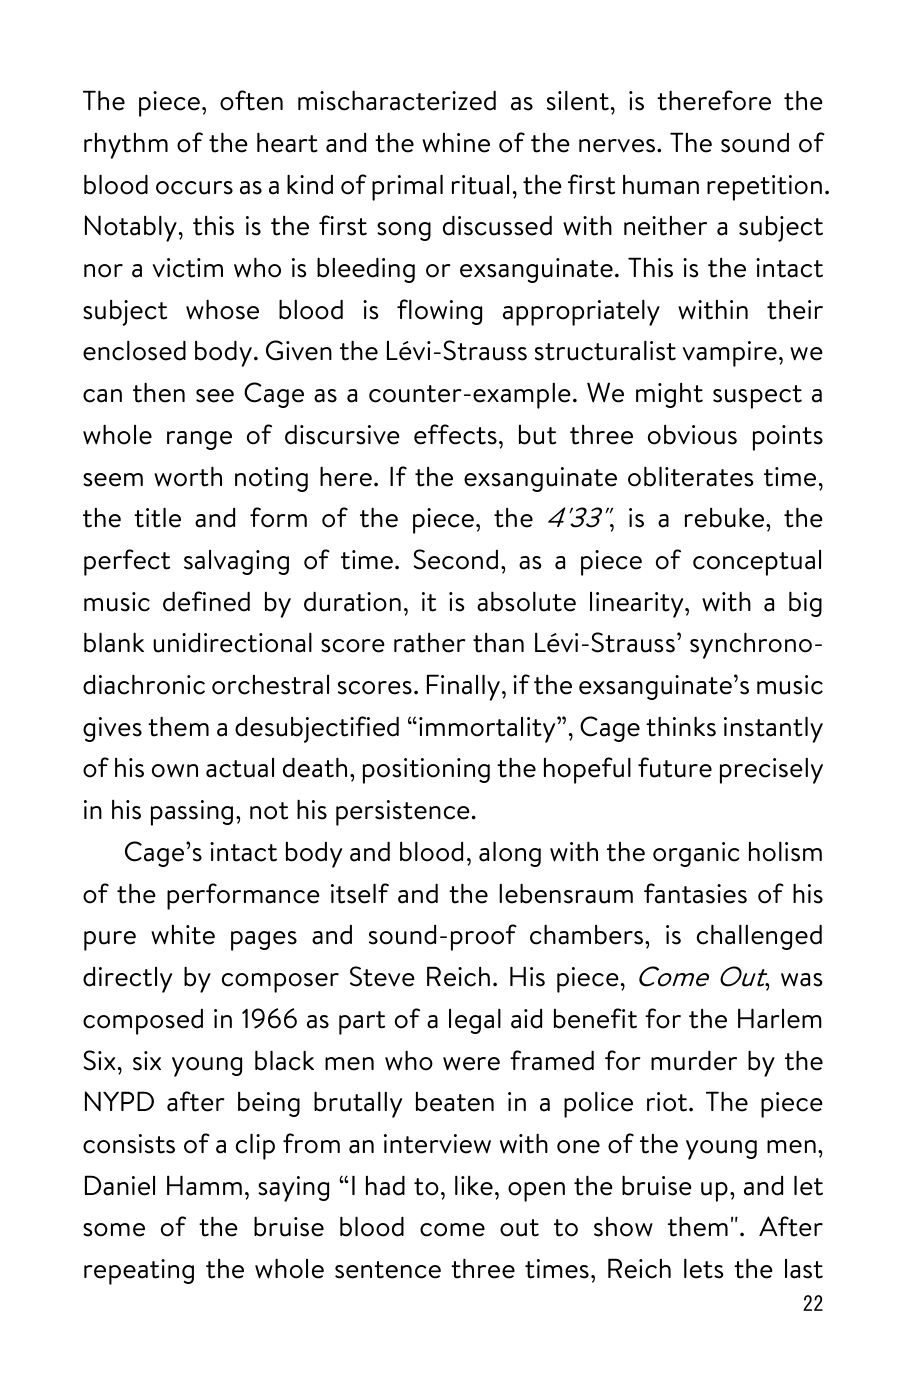 The piece, often mischaracterized as silent, is therefore the
rhythm of the heart and the whine of the nerves. The sound of
blood occurs as a kind of primal ritual, the first human repetition.
Notably, this is the first song discussed with neither a subject
nor a victim who is bleeding or exsanguinate. This is the intact
subject whose blood is flowing appropriately within their
enclosed body. Given the Lévi-Strauss structuralist vampire, we
can then see Cage as a counter-example. We might suspect a
whole range of discursive effects, but three obvious points
seem worth noting here. If the exsanguinate obliterates time,
the title and form of the piece, the 4'33", is a rebuke, the
perfect salvaging of time. Second, as a piece of conceptual
music defined by duration, it is absolute linearity, with a big
blank unidirectional score rather than Lévi-Strauss’ synchrono-
diachronic orchestral scores. Finally, if the exsanguinate’s music
gives them a desubjectified “immortality”, Cage thinks instantly
of his own actual death, positioning the hopeful future precisely
in his passing, not his persistence.
Cage’s intact body and blood, along with the organic holism
of the performance itself and the lebensraum fantasies of his
pure white pages and sound-proof chambers, is challenged
directly by composer Steve Reich. His piece, Come Out, was
composed in 1966 as part of a legal aid benefit for the Harlem
Six, six young black men who were framed for murder by the
NYPD after being brutally beaten in a police riot. The piece
consists of a clip from an interview with one of the young men,
Daniel Hamm, saying “I had to, like, open the bruise up, and let
some of the bruise blood come out to show them". After
repeating the whole sentence three times, Reich lets the last
22